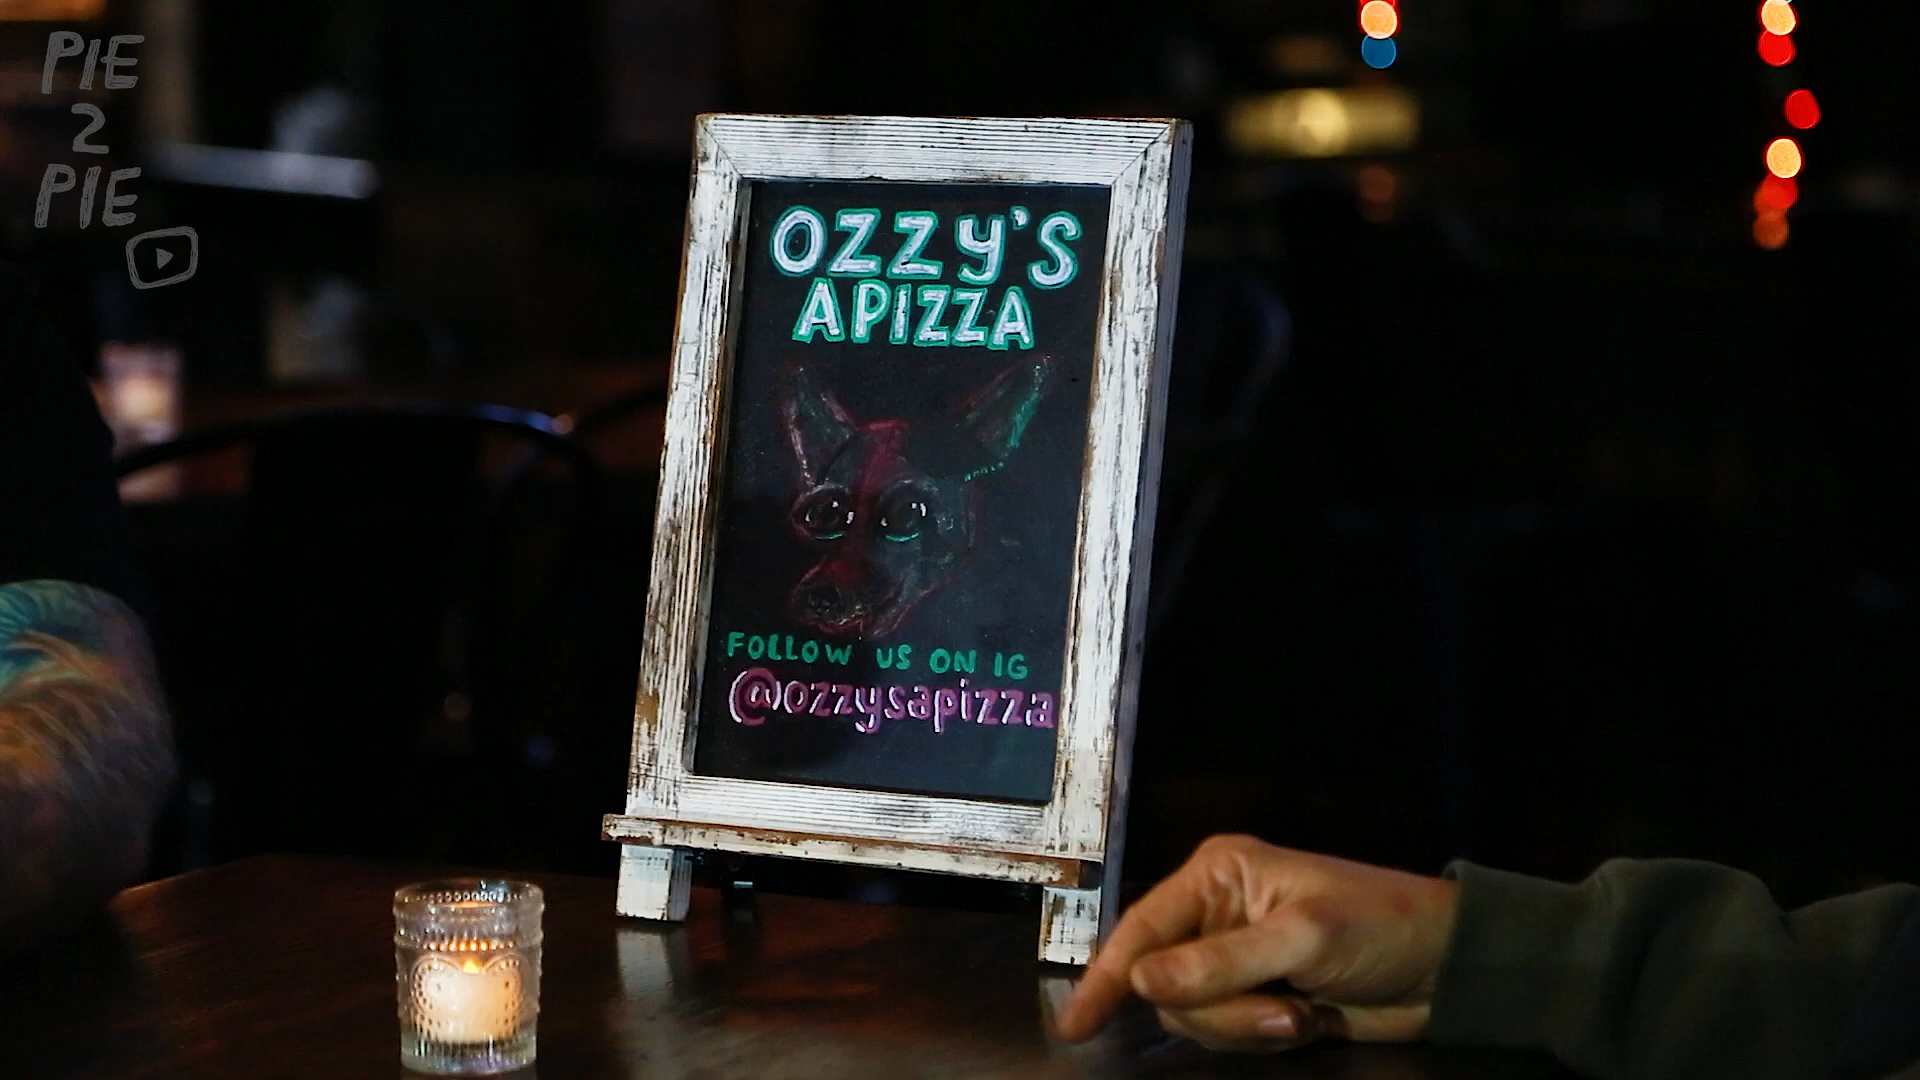 PIE
2
PIE
OZZY'S
APIZZA
FOLLOW US ON IG
@ozzysapizza